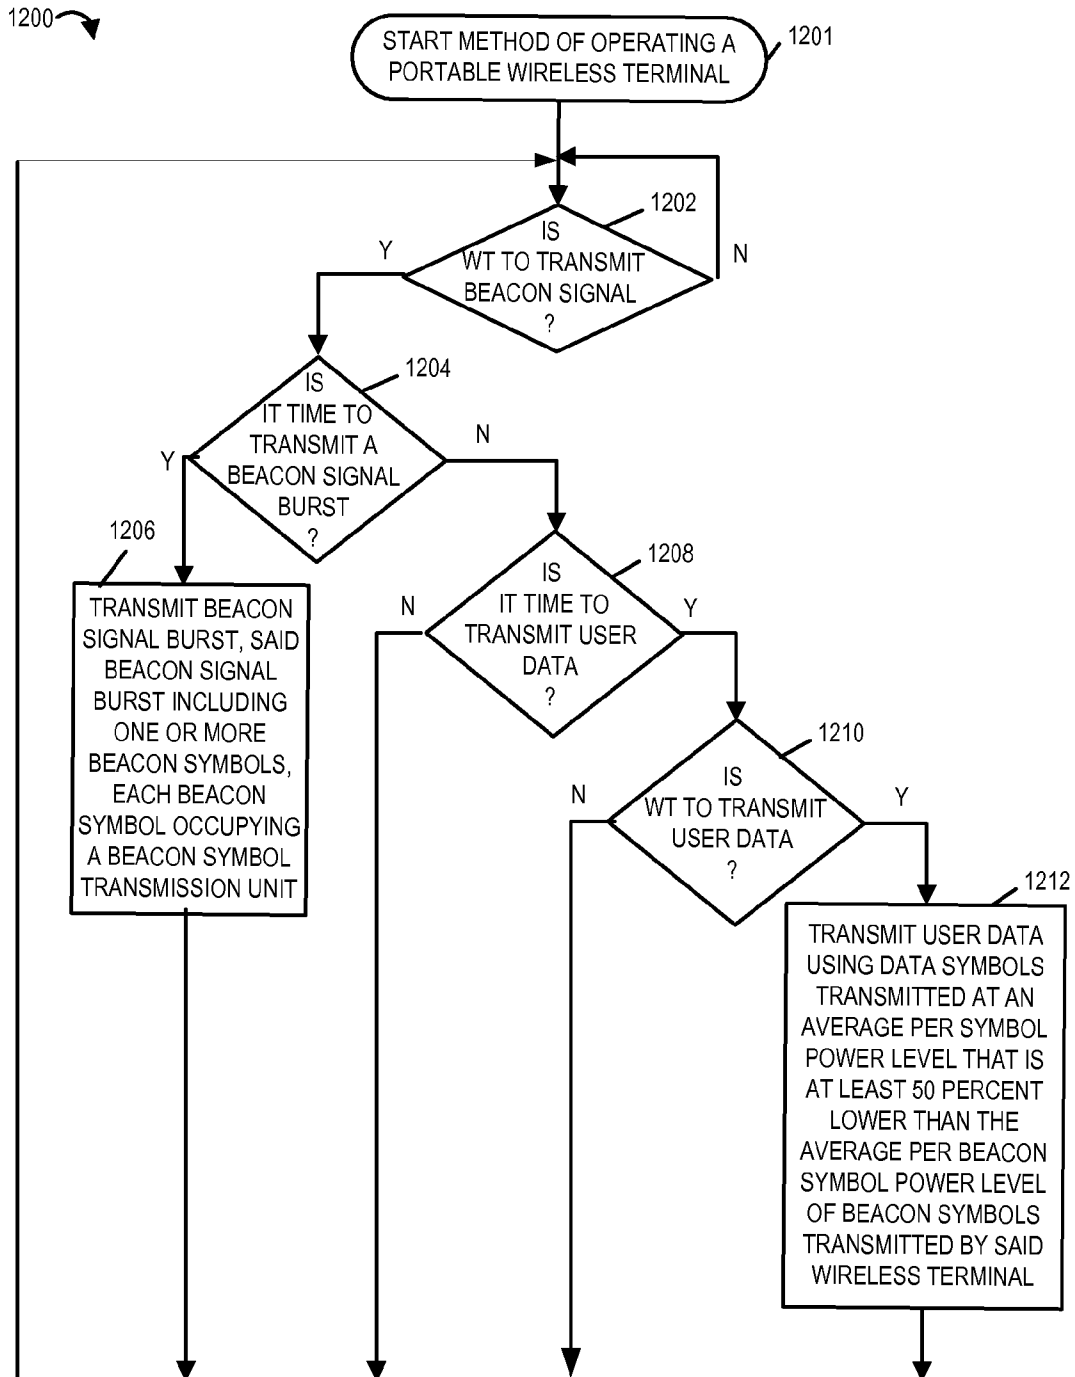 1200
START METHOD OF OPERATING A
PORTABLE WIRELESS TERMINAL
1201
1202
IS
WT TO TRANSMIT
BEACON SIGNAL
?
Y
N
1204
IS
IT TIME TO
TRANSMIT A
BEACON SIGNAL
BURST
?
Y
N
1206
TRANSMIT BEACON
SIGNAL BURST, SAID
BEACON SIGNAL
BURST INCLUDING
ONE OR MORE
BEACON SYMBOLS,
EACH BEACON
SYMBOL OCCUPYING
A BEACON SYMBOL
TRANSMISSION UNIT
1208
IS
IT TIME TO
TRANSMIT USER
DATA
?
N
Y
1210
IS
WT TO TRANSMIT
USER DATA
?
N
Y
1212
TRANSMIT USER DATA
USING DATA SYMBOLS
TRANSMITTED AT AN
AVERAGE PER SYMBOL
POWER LEVEL THAT IS
AT LEAST 50 PERCENT
LOWER THAN THE
AVERAGE PER BEACON
SYMBOL POWER LEVEL
OF BEACON SYMBOLS
TRANSMITTED BY SAID
WIRELESS TERMINAL